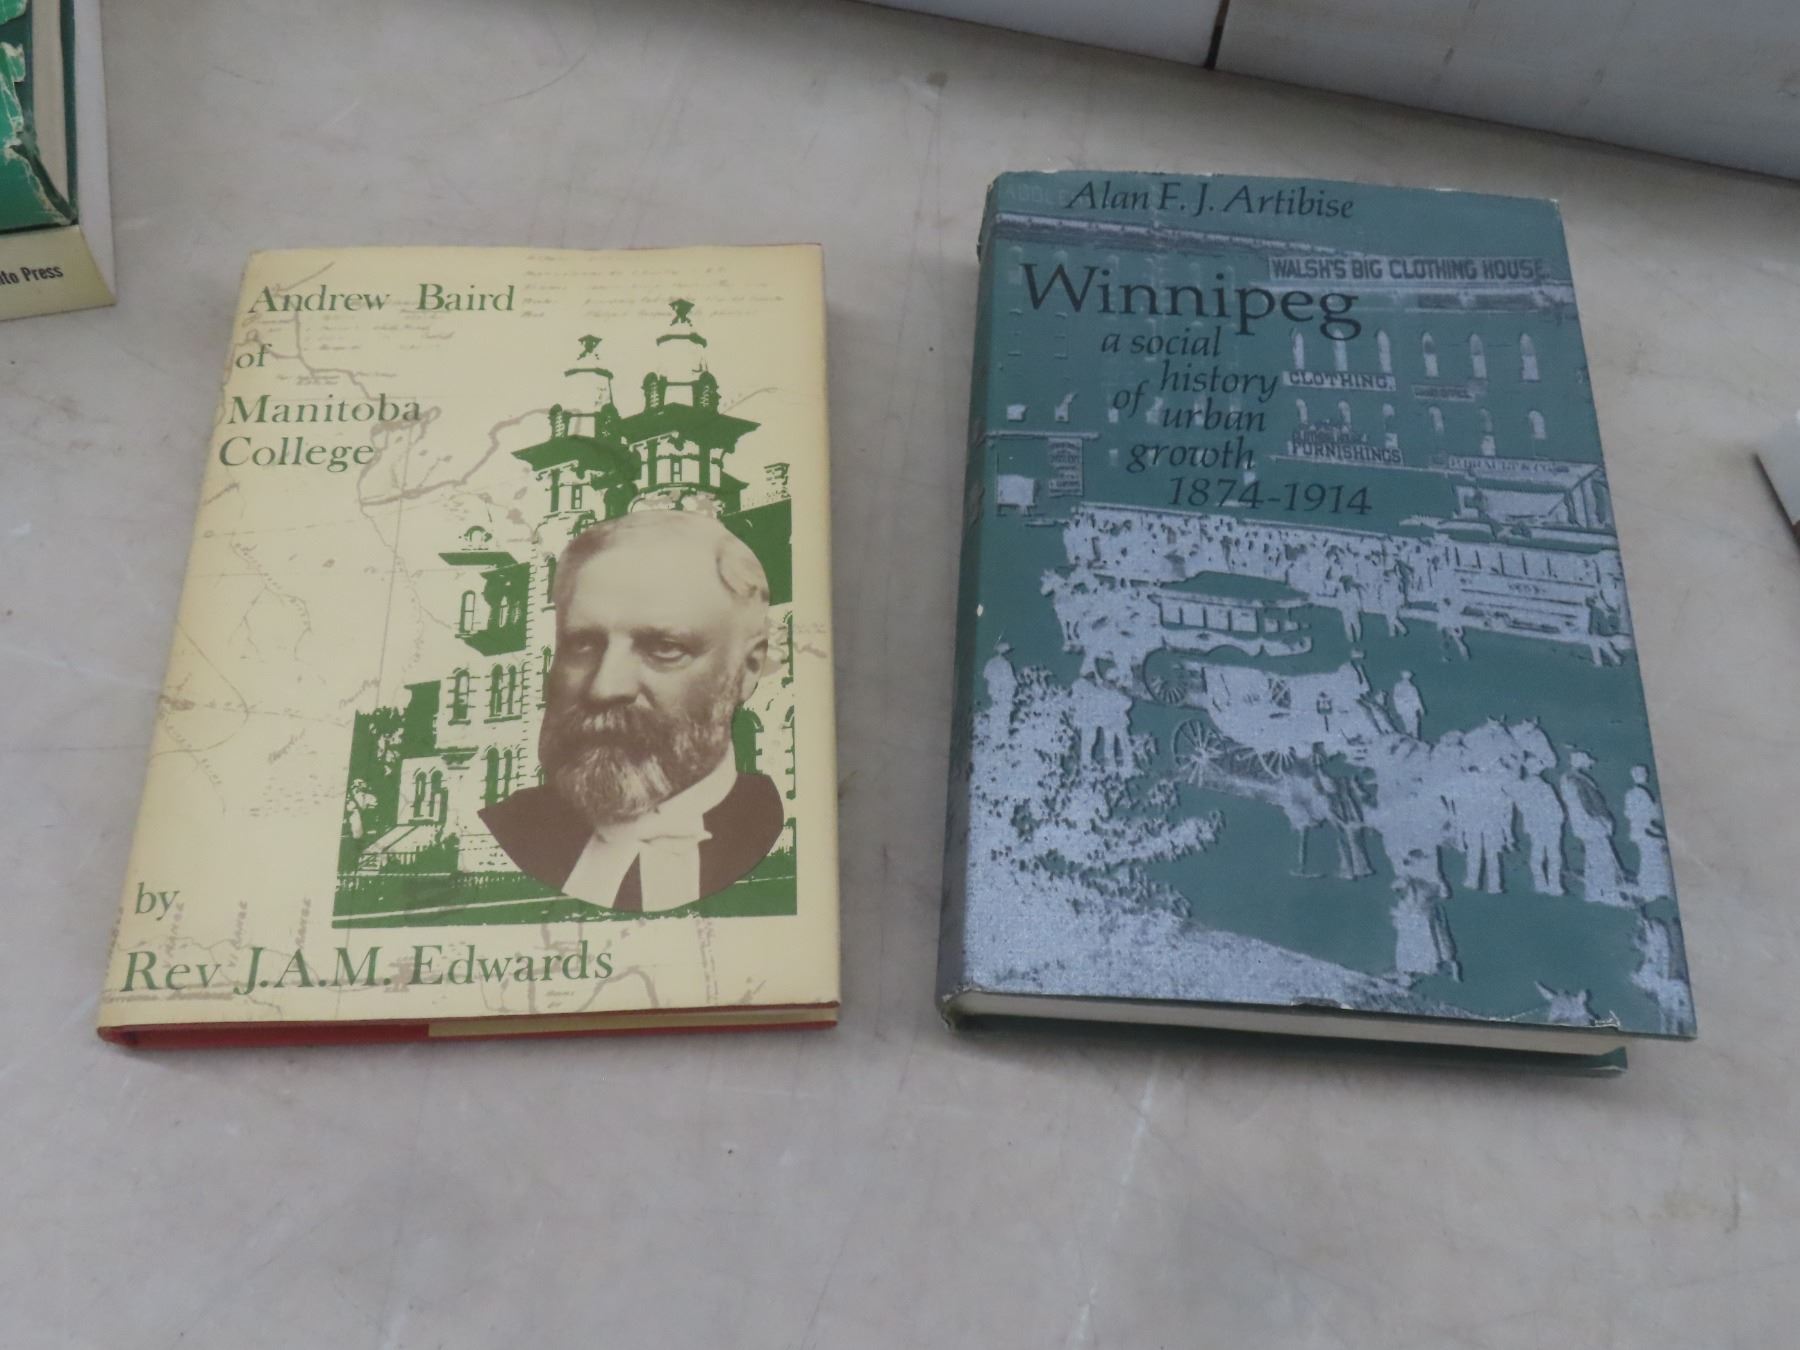 Andrew Baird
of
Manitoba
College
by
Rev J.A.M. Edwards
Alan F. J. Artibise
WALSH'S BIG CLOTHING HOUSE.
Winnipeg
a social
history
of urban
growth
1874-1914
CLOTHING.
FURNISHINGS
Press